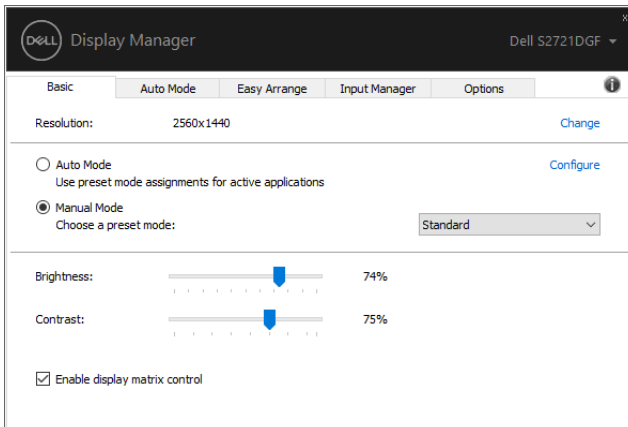 DELL Display Manager Dell S2721DGF
Basic Auto Mode Easy Arrange Input Manager Options
Resolution: 2560x1440 Change
Auto Mode Configure
Use preset mode assignments for active applications
Manual Mode
Choose a preset mode: Standard
Brightness: 74%
Contrast: 75%
Enable display matrix control